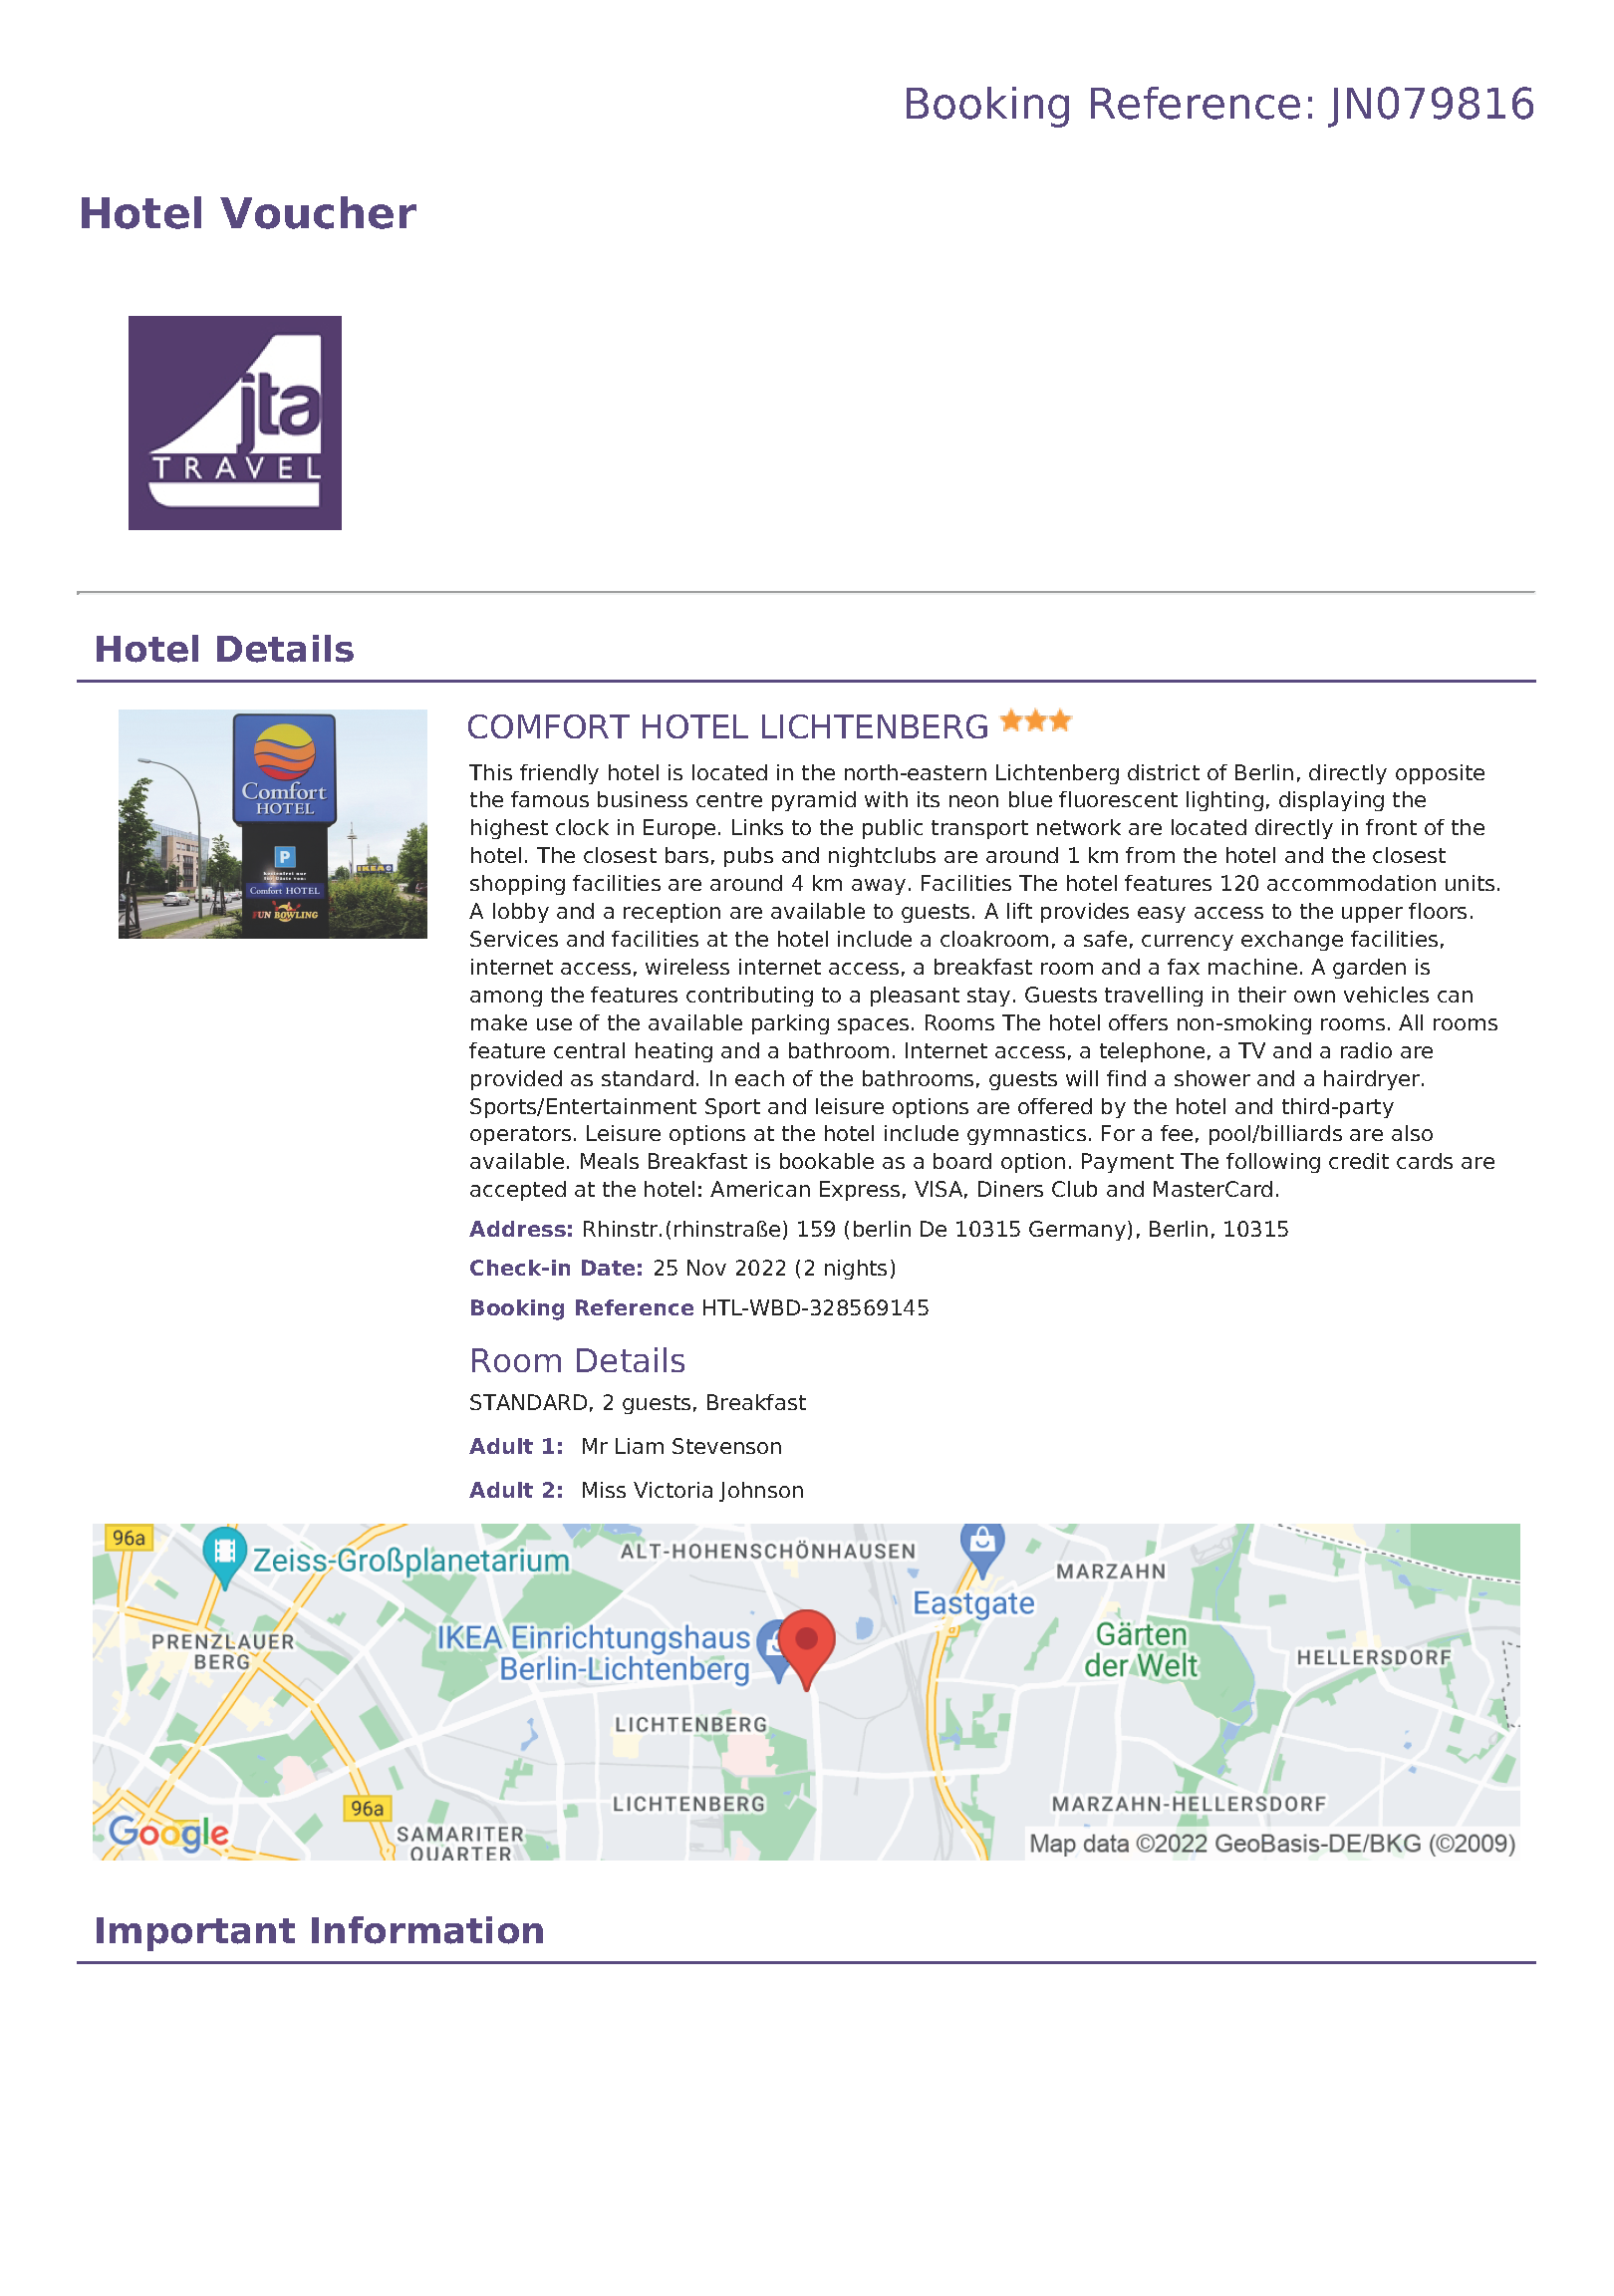 Booking Reference: JN079816
Hotel Voucher
jta
TRAVEL
Hotel Details
Comfort
HOTEL
P
Comfort HOTEL
FUN BOWLING
IKEA
COMFORT HOTEL LICHTENBERG
This friendly hotel is located in the north-eastern Lichtenberg district of Berlin, directly opposite
the famous business centre pyramid with its neon blue fluorescent lighting, displaying the
highest clock in Europe. Links to the public transport network are located directly in front of the
hotel. The closest bars, pubs and nightclubs are around 1 km from the hotel and the closest
shopping facilities are around 4 km away. Facilities The hotel features 120 accommodation units.
A lobby and a reception are available to guests. A lift provides easy access to the upper floors.
Services and facilities at the hotel include a cloakroom, a safe, currency exchange facilities,
internet access, wireless internet access, a breakfast room and a fax machine. A garden is
among the features contributing to a pleasant stay. Guests travelling in their own vehicles can
make use of the available parking spaces. Rooms The hotel offers non-smoking rooms. All rooms
feature central heating and a bathroom. Internet access, a telephone, a TV and a radio are
provided as standard. In each of the bathrooms, guests will find a shower and a hairdryer.
Sports/Entertainment Sport and leisure options are offered by the hotel and third-party
operators. Leisure options at the hotel include gymnastics. For a fee, pool/billiards are also
available. Meals Breakfast is bookable as a board option. Payment The following credit cards are
accepted at the hotel: American Express, VISA, Diners Club and MasterCard.
Address: Rhinstr.(rhinstraße) 159 (berlin De 10315 Germany), Berlin, 10315
Check-in Date: 25 Nov 2022 (2 nights)
Booking Reference HTL-WBD-328569145
Room Details
STANDARD, 2 guests, Breakfast
Adult 1: Mr Liam Stevenson
Adult 2: Miss Victoria Johnson
96a
Zeiss-Großplanetarium
ALT-HOHENSCHÖNHAUSEN
MARZAHN
Eastgate
PRENZLAUER
BERG
IKEA Einrichtungshaus
Berlin-Lichtenberg
Gärten
der Welt
HELLERSDORF
LICHTENBERG
LICHTENBERG
96a
MARZAHN-HELLERSDORF
SAMARITER
QUARTER
Google
Map data ©2022 GeoBasis-DE/BKG (©2009)
Important Information